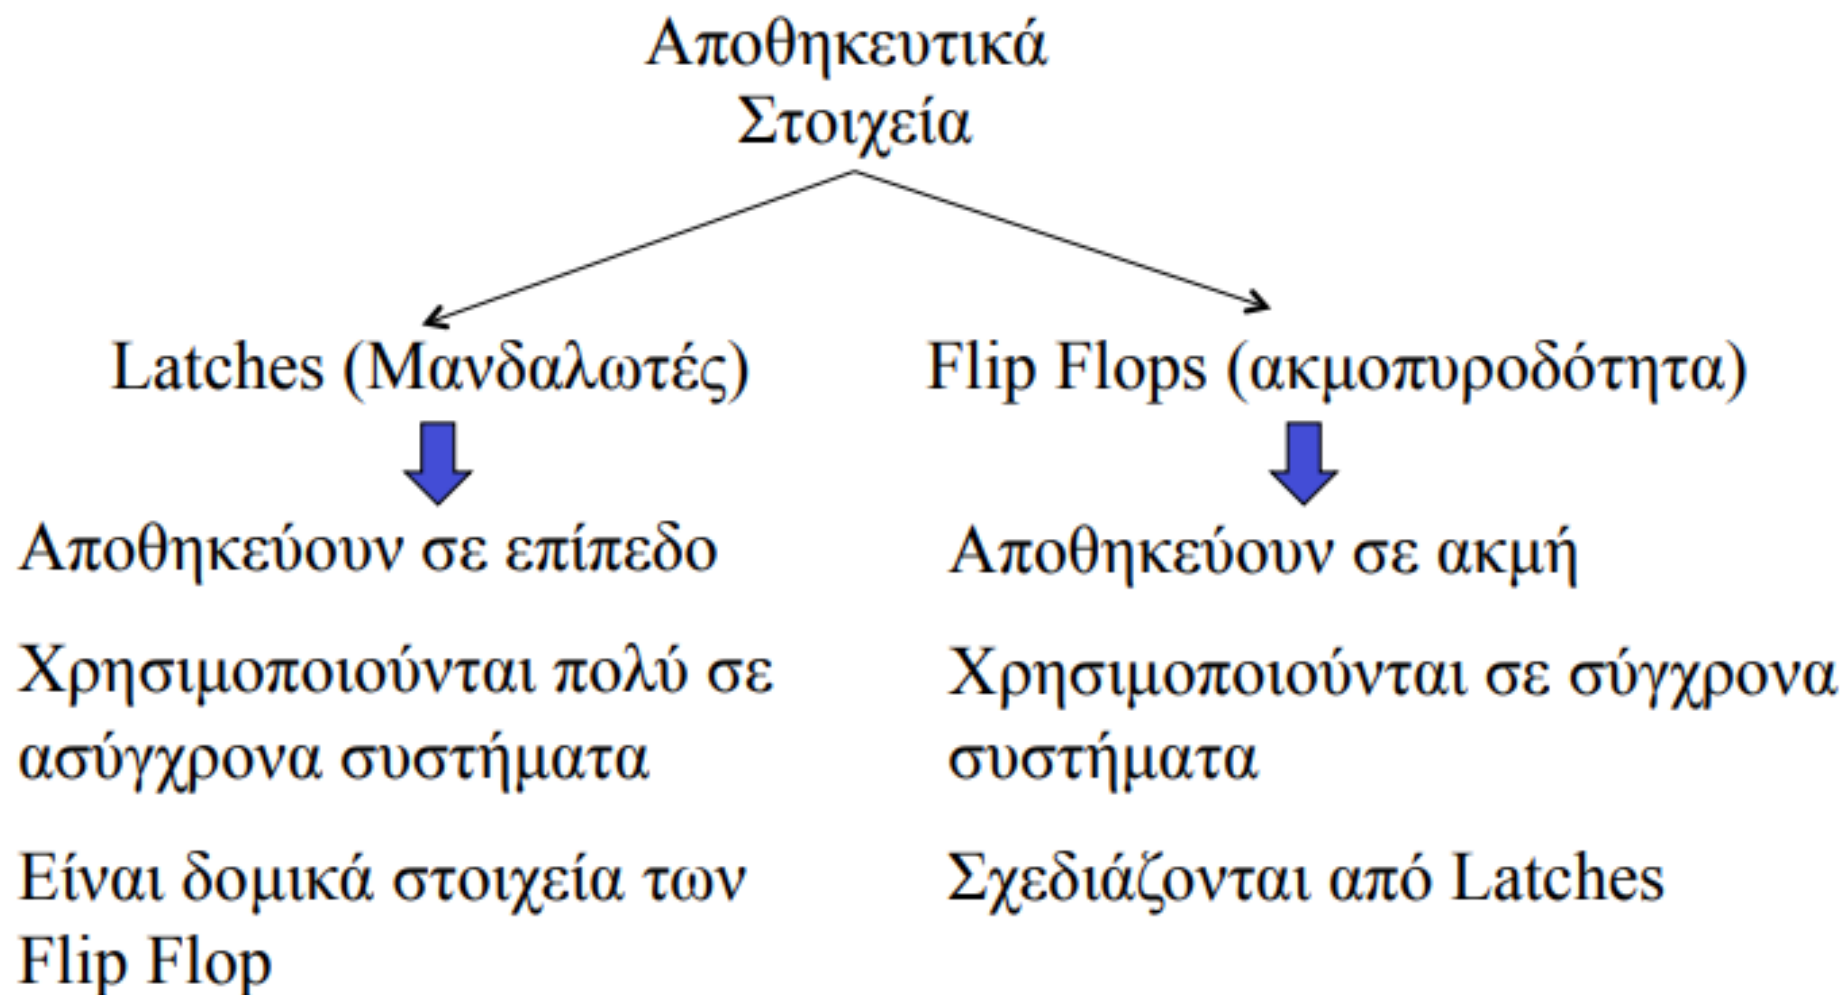 Αποθηκευτικά
Στοιχεία
Latches (Μανδαλωτές)
Flip Flops (ακμοπυροδότητα)
Αποθηκεύουν σε επίπεδο
Χρησιμοποιούνται πολύ σε
ασύγχρονα συστήματα
Είναι δομικά στοιχεία των
Flip Flop
Αποθηκεύουν σε ακμή
Χρησιμοποιούνται σε σύγχρονα
συστήματα
Σχεδιάζονται από Latches